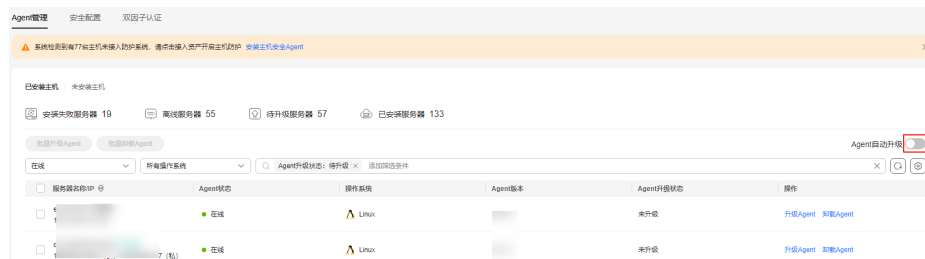 Agent管理 安全配置 双因子认证
系统检测到有77台主机未接入防护系统，请点击接入资产开启主机防护 安装主机安全Agent
已安装主机 未安装主机
安装失败服务器 19 离线服务器 55 待升级服务器 57 已安装服务器 133
批量升级Agent 批量卸载Agent Agent自动升级
在线 所有操作系统 Agent升级状态：待升级 × 添加筛选条件
服务器名称/IP Agent状态 操作系统 Agent版本 Agent升级状态 操作
在线 Linux 未升级 升级Agent 卸载Agent
在线 Linux 未升级 升级Agent 卸载Agent
7 (私)